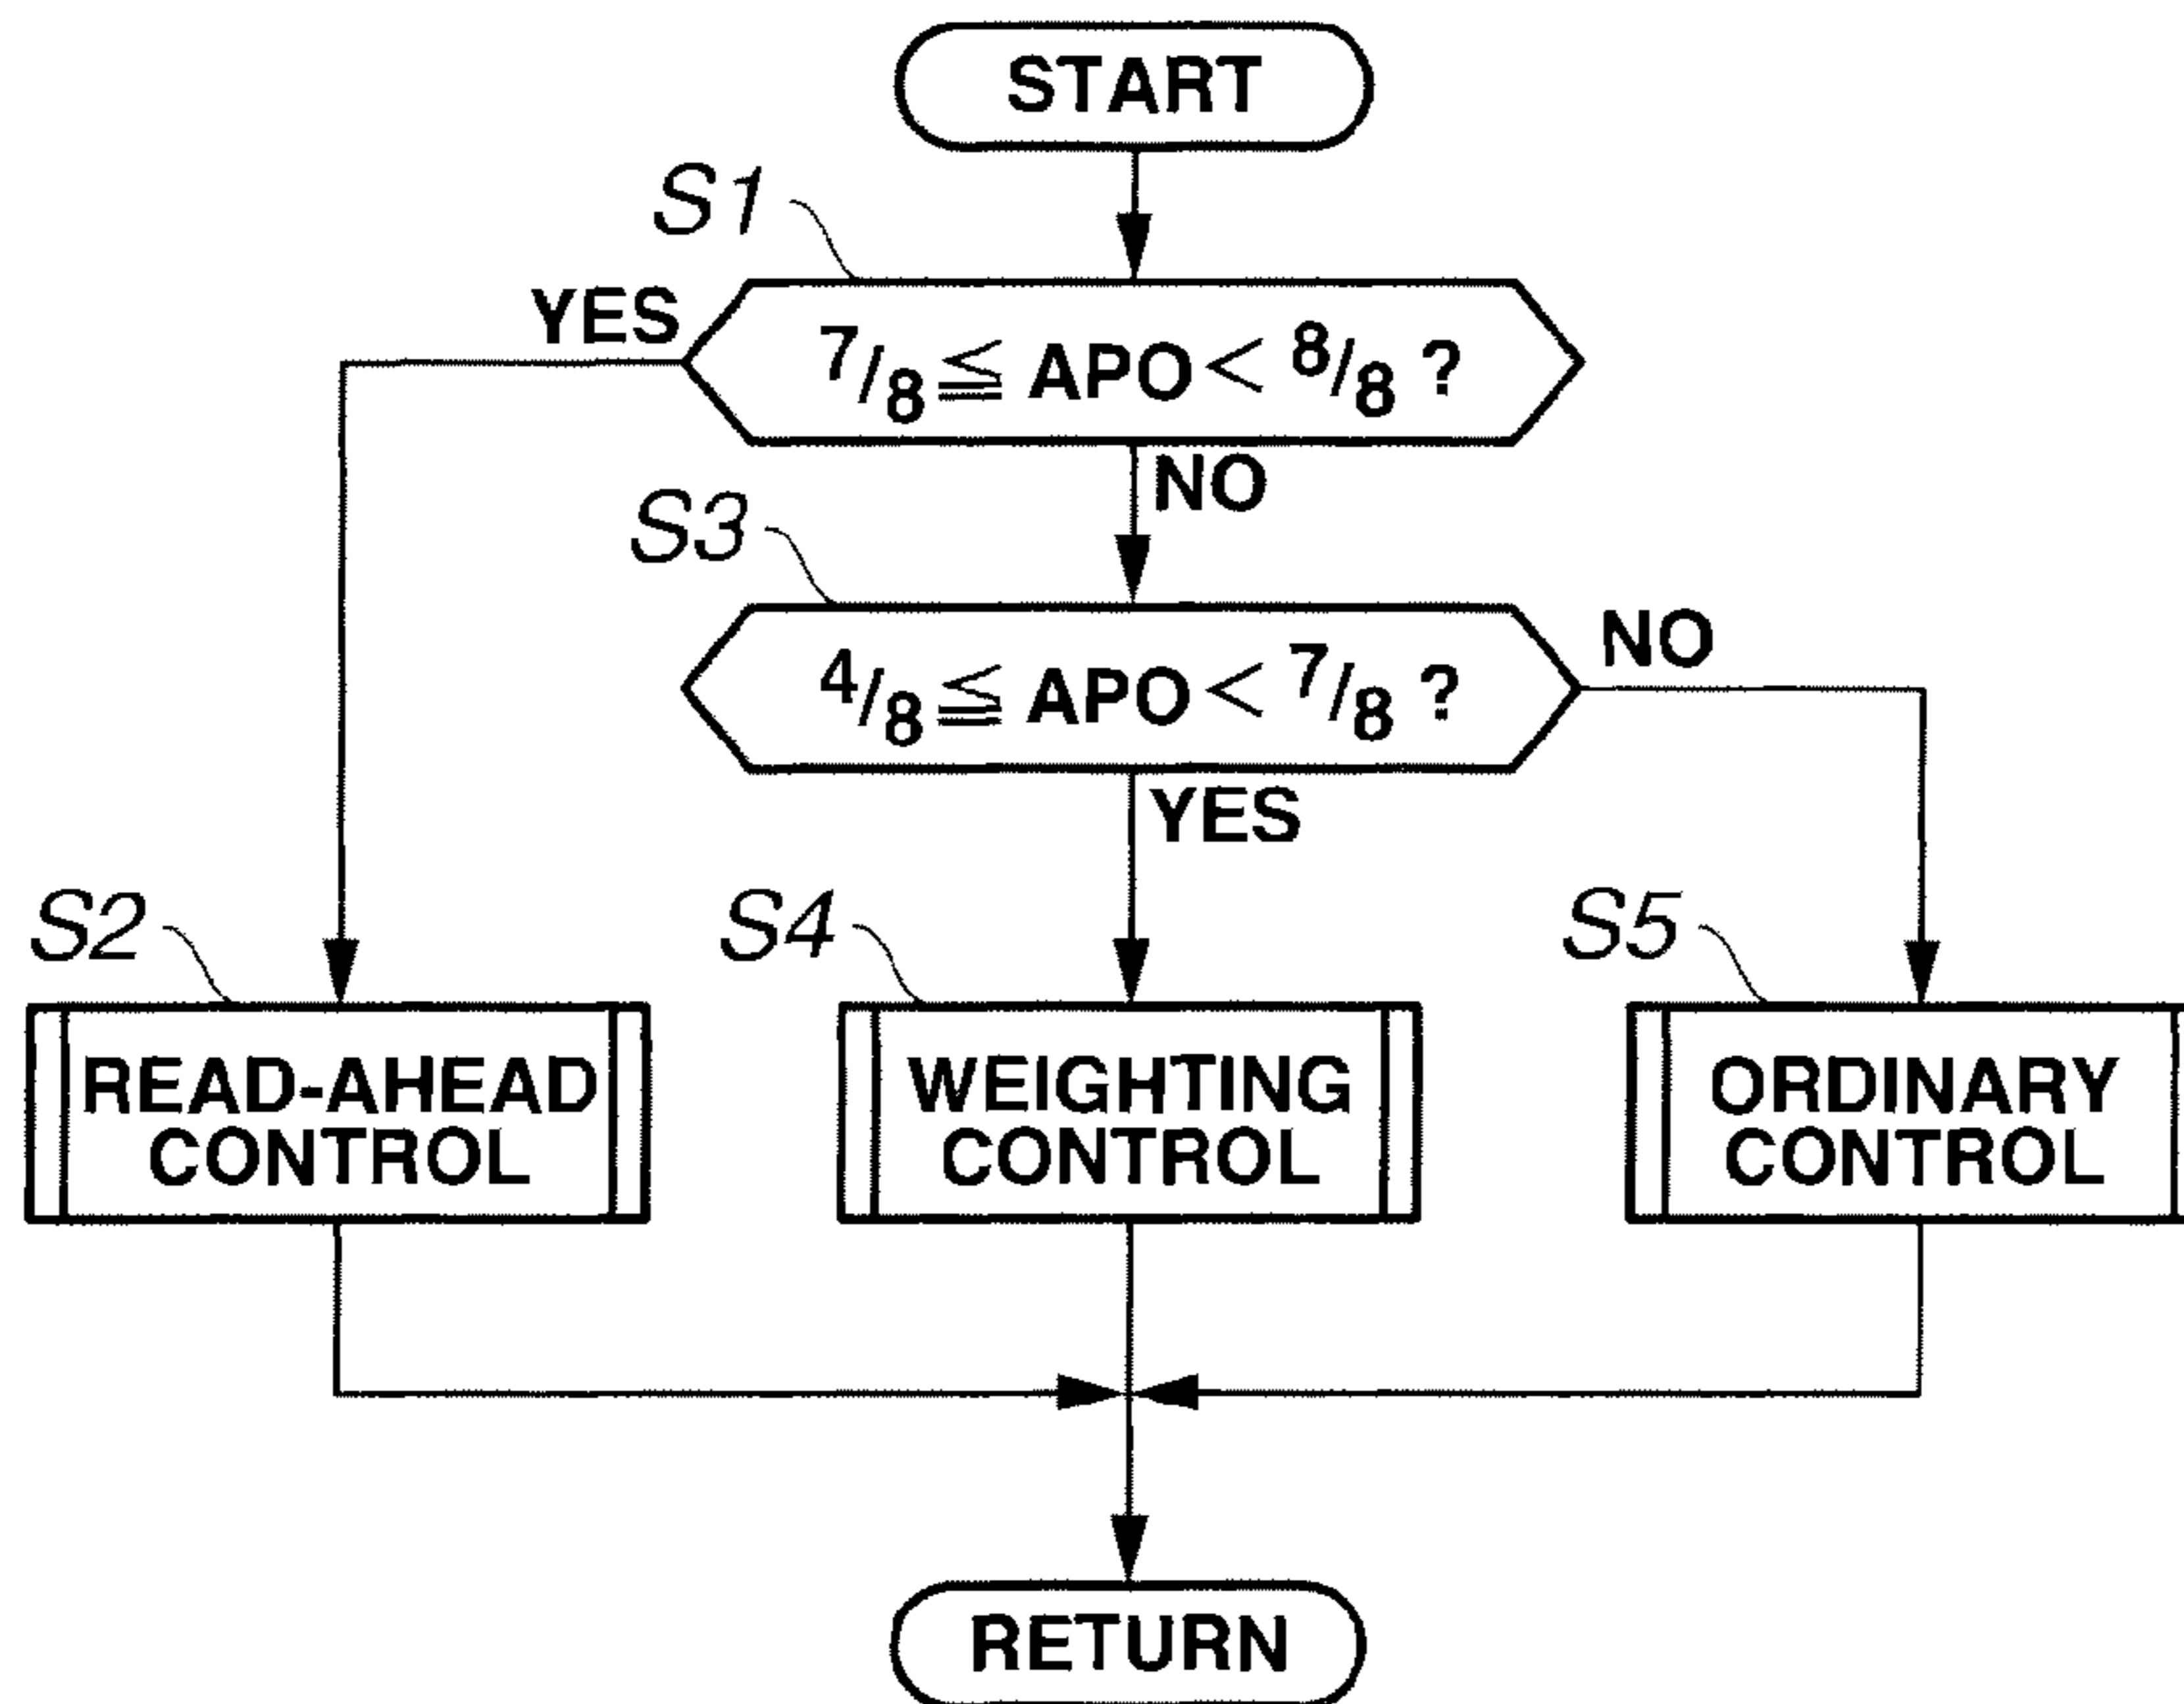 START
S1
YES
7/8 ≦ APO < 8/8 ?
NO
S3
4/8 ≦ APO < 7/8 ?
NO
YES
S2
S4
S5
READ-AHEAD
CONTROL
WEIGHTING
CONTROL
ORDINARY
CONTROL
RETURN